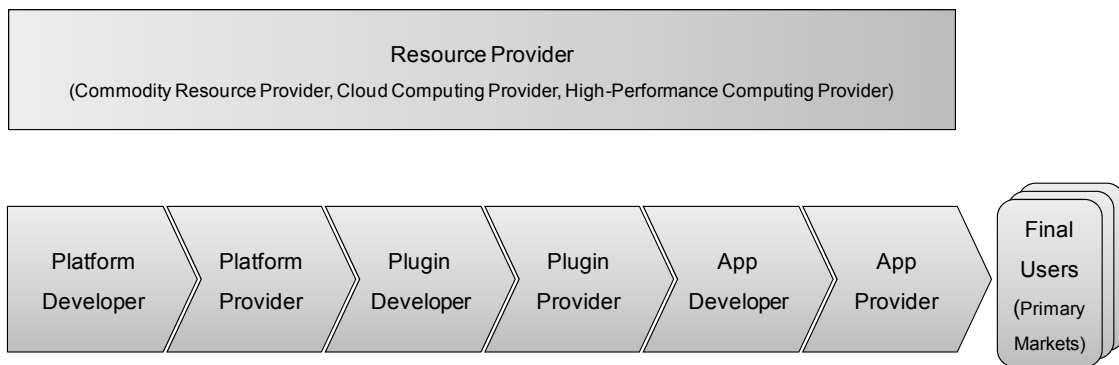 Resource Provider
(Commodity Resource Provider, Cloud Computing Provider, High-Performance Computing Provider)
Platform
Developer
Platform
Provider
Plugin
Developer
Plugin
Provider
App
Developer
App
Provider
Final
Users
(Primary
Markets)